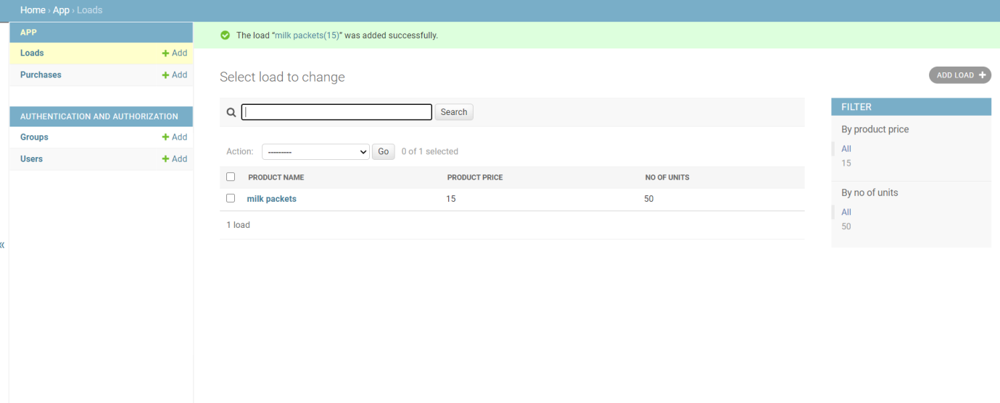 Home › App › Loads
APP
Loads + Add
Purchases + Add
AUTHENTICATION AND AUTHORIZATION
Groups + Add
Users + Add
«
The load “milk packets(15)” was added successfully.
Select load to change
ADD LOAD +
Search
Action: --------- Go 0 of 1 selected
PRODUCT NAME PRODUCT PRICE NO OF UNITS
milk packets 15 50
1 load
FILTER
By product price
All
15
By no of units
All
50